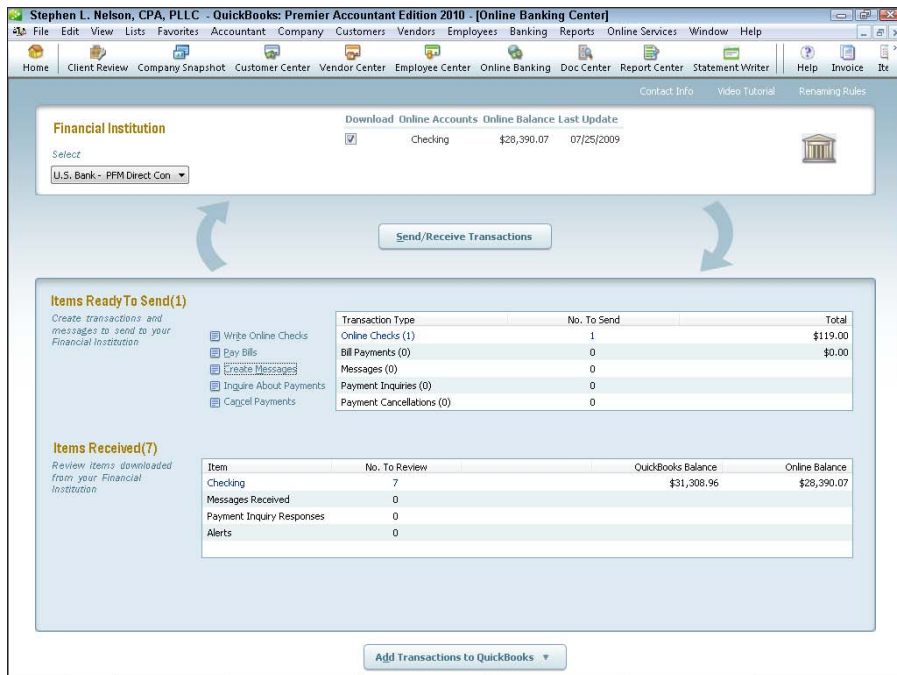 Stephen L. Nelson, CPA, PLLC - QuickBooks: Premier Accountant Edition 2010 - [Online Banking Center]
File Edit View Lists Favorites Accountant Company Customers Vendors Employees Banking Reports Online Services Window Help
Home Client Review Company Snapshot Customer Center Vendor Center Employee Center Online Banking Doc Center Report Center Statement Writer Help Invoice Ite
Contact Info Video Tutorial Renaming Rules
Financial Institution
Select
U.S. Bank - PFM Direct Con
Download Online Accounts Online Balance Last Update
Checking $28,390.07 07/25/2009
Send/Receive Transactions
Items Ready To Send(1)
Create transactions and
messages to send to your
Financial Institution
Write Online Checks
Pay Bills
Create Messages
Inquire About Payments
Cancel Payments
Transaction Type No. To Send Total
Online Checks (1) 1 $119.00
Bill Payments (0) 0 $0.00
Messages (0) 0
Payment Inquiries (0) 0
Payment Cancellations (0) 0
Items Received(7)
Review items downloaded
from your Financial
Institution
Item No. To Review QuickBooks Balance Online Balance
Checking 7 $31,308.96 $28,390.07
Messages Received 0
Payment Inquiry Responses 0
Alerts 0
Add Transactions to QuickBooks